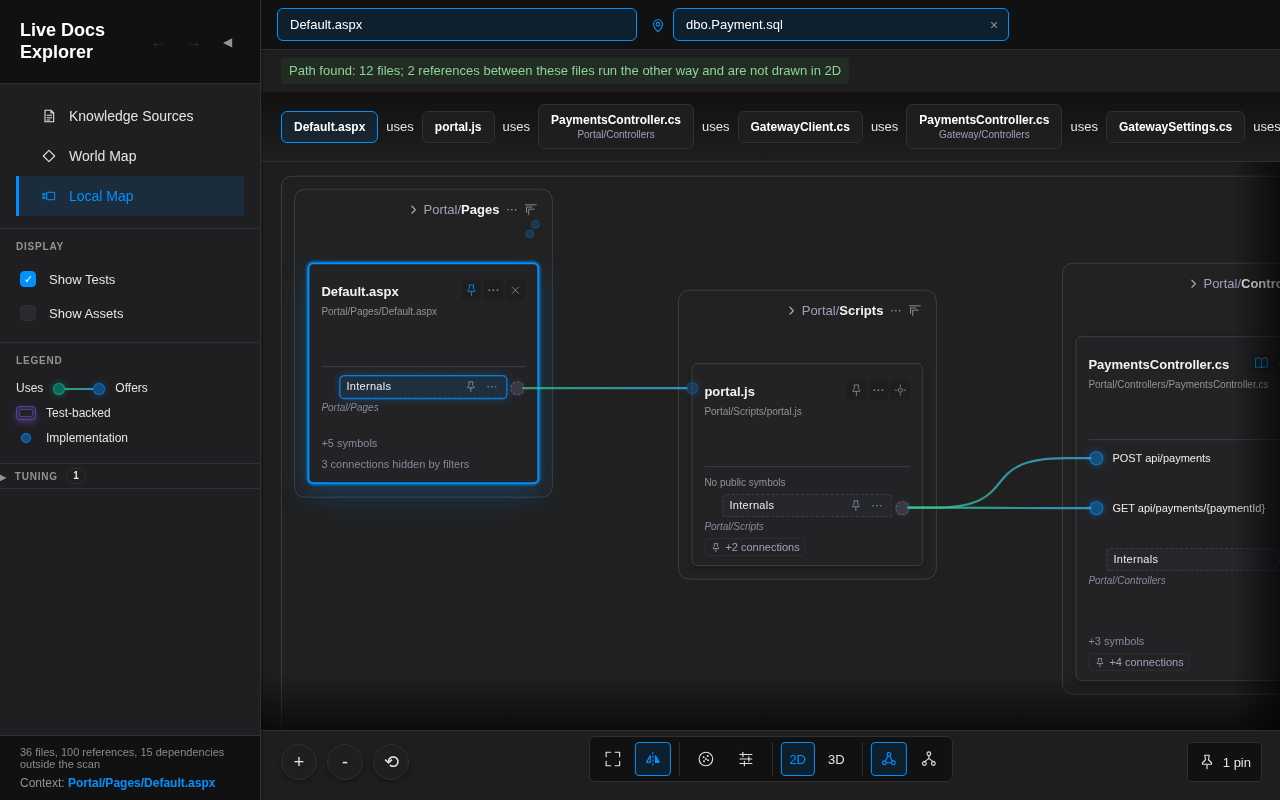 Live Docs
Explorer
Default.aspx
dbo.Payment.sql
Path found: 12 files; 2 references between these files run the other way and are not drawn in 2D
Default.aspx uses portal.js uses PaymentsController.cs uses GatewayClient.cs uses PaymentsController.cs uses GatewaySettings.cs uses
Portal/Controllers Gateway/Controllers
Knowledge Sources
World Map
Local Map
DISPLAY
Show Tests
Show Assets
LEGEND
Uses Offers
Test-backed
Implementation
TUNING 1
36 files, 100 references, 15 dependencies
outside the scan
Context: Portal/Pages/Default.aspx
Portal/Pages
Default.aspx
Portal/Pages/Default.aspx
Internals
Portal/Pages
+5 symbols
3 connections hidden by filters
Portal/Scripts
portal.js
Portal/Scripts/portal.js
No public symbols
Internals
Portal/Scripts
+2 connections
Portal/Contro
PaymentsController.cs
Portal/Controllers/PaymentsController.cs
POST api/payments
GET api/payments/{paymentId}
Internals
Portal/Controllers
+3 symbols
+4 connections
+ - 2D 3D 1 pin